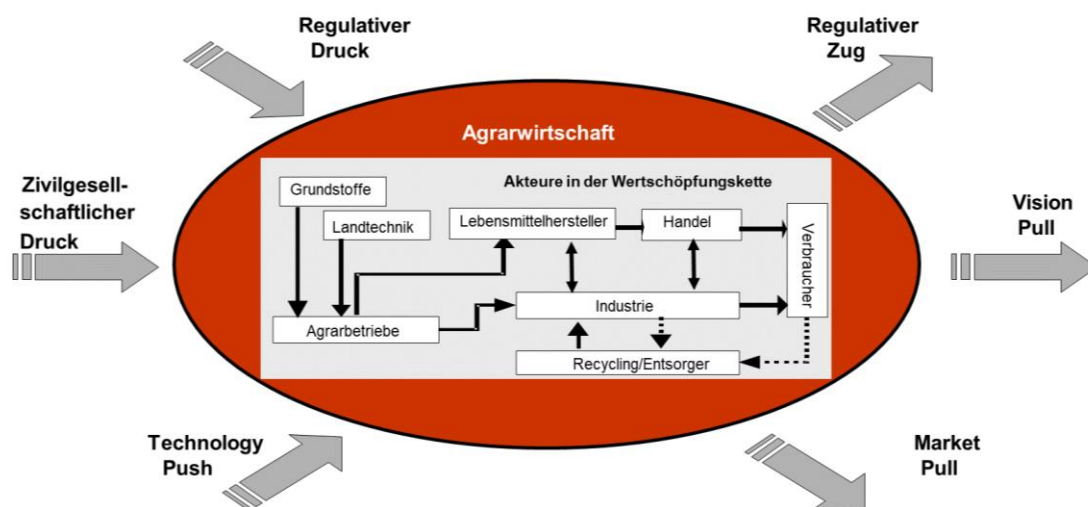 Regulativer
Druck
Regulativer
Zug
Agrarwirtschaft
Zivilgesell-
schaftlicher
Druck
Vision
Pull
Akteure in der Wertschöpfungskette
Grundstoffe
Landtechnik
Lebensmittelhersteller
Handel
Verbraucher
Industrie
Agrarbetriebe
Recycling/Entsorger
Technology
Push
Market
Pull